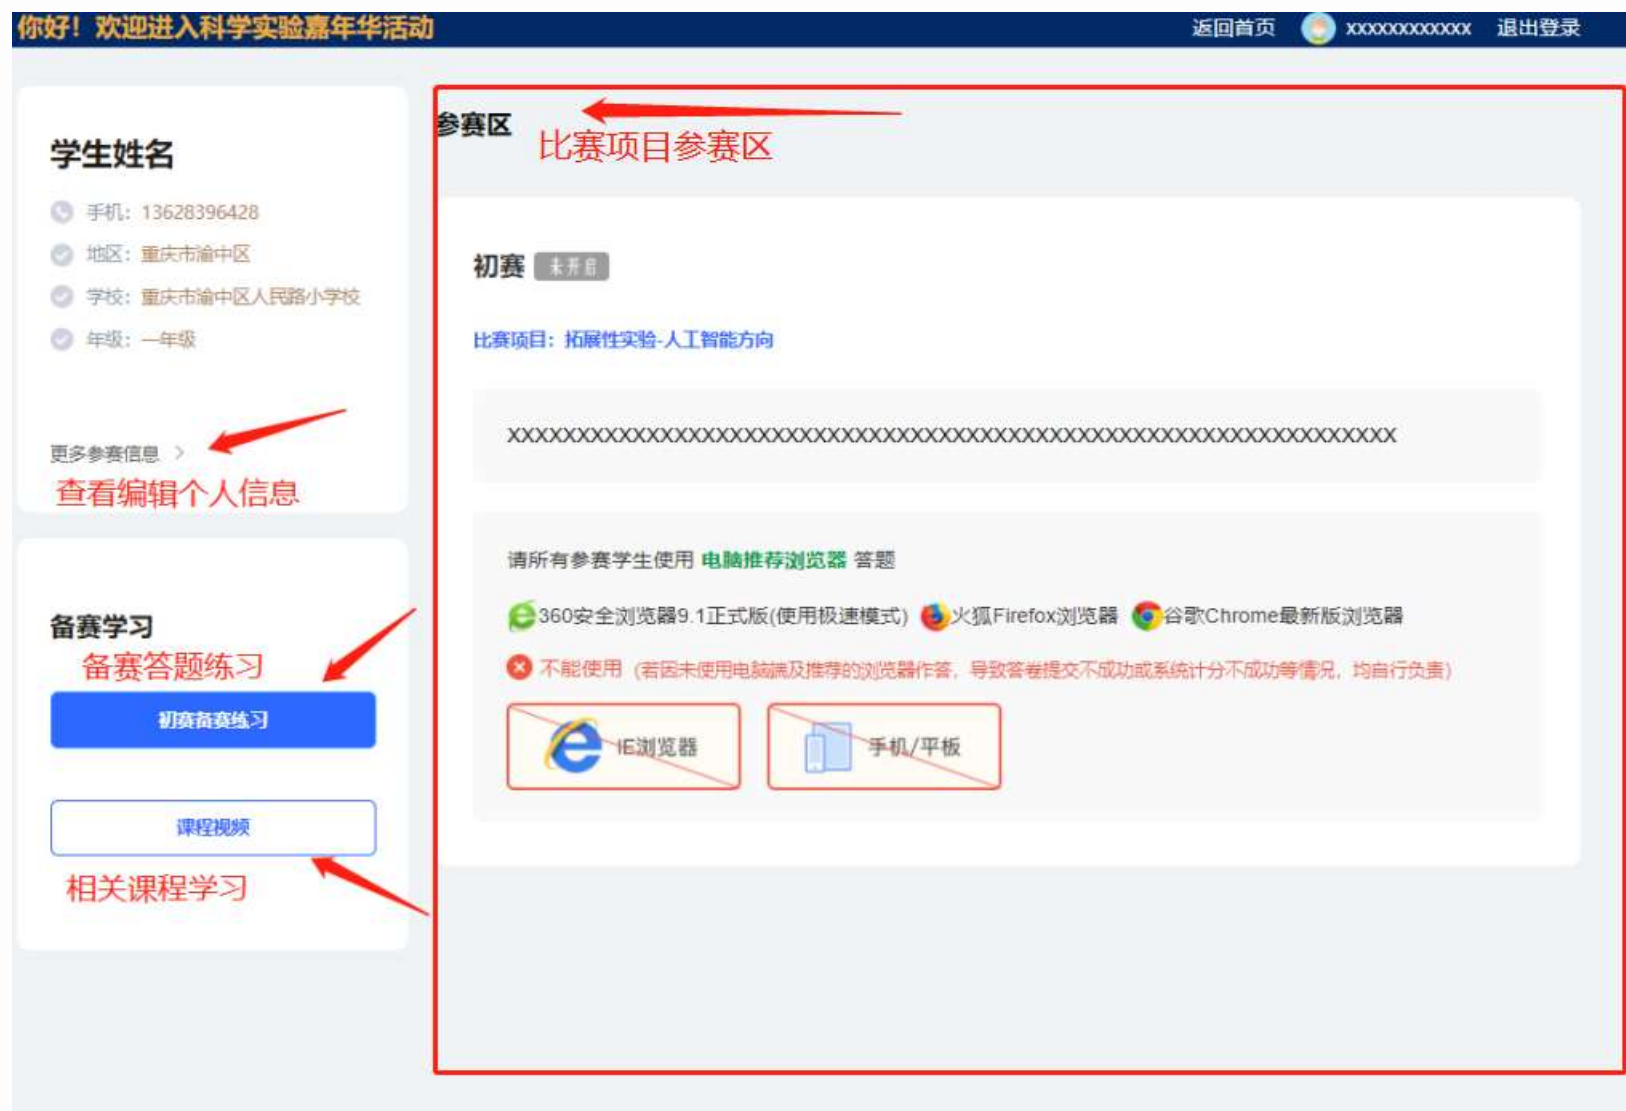 你好！欢迎进入科学实验嘉年华活动
返回首页 xxxxxxxxxxxx 退出登录
学生姓名
手机：13628396428
地区：重庆市渝中区
学校：重庆市渝中区人民路小学校
年级：一年级
更多参赛信息 >
查看编辑个人信息
备赛学习
备赛答题练习
初赛备赛练习
课程视频
相关课程学习
参赛区
比赛项目参赛区
初赛 未开启
比赛项目：拓展性实验-人工智能方向
XXXXXXXXXXXXXXXXXXXXXXXXXXXXXXXXXXXXXXXXXXXXXXXXXXXXXXXXXXXXXXXX
请所有参赛学生使用 电脑推荐浏览器 答题
360安全浏览器9.1正式版(使用极速模式) 火狐Firefox浏览器 谷歌Chrome最新版浏览器
不能使用（若因未使用电脑端及推荐的浏览器作答，导致答卷提交不成功或系统计分不成功等情况，均自行负责）
IE浏览器 手机/平板